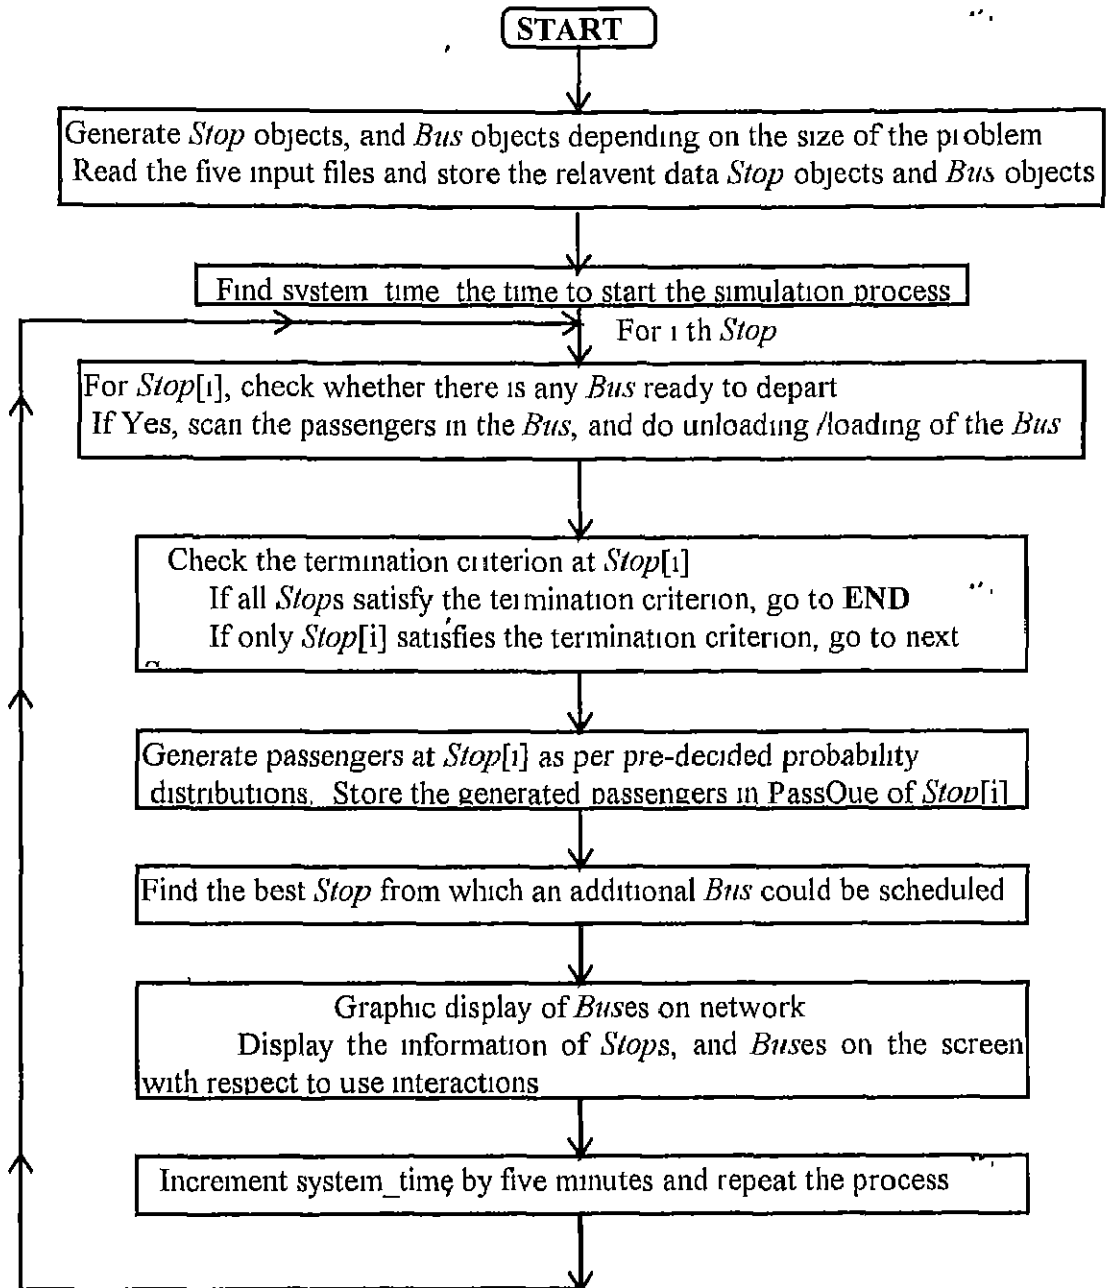 START
Generate Stop objects, and Bus objects depending on the size of the problem
Read the five input files and store the relavent data Stop objects and Bus objects
Find system_time the time to start the simulation process
For i th Stop
For Stop[i], check whether there is any Bus ready to depart
If Yes, scan the passengers in the Bus, and do unloading /loading of the Bus
Check the termination criterion at Stop[i]
If all Stops satisfy the termination criterion, go to END
If only Stop[i] satisfies the termination criterion, go to next
Generate passengers at Stop[i] as per pre-decided probability
distributions. Store the generated passengers in PassQue of Stop[i]
Find the best Stop from which an additional Bus could be scheduled
Graphic display of Buses on network
Display the information of Stops, and Buses on the screen
with respect to use interactions
Increment system_time by five minutes and repeat the process